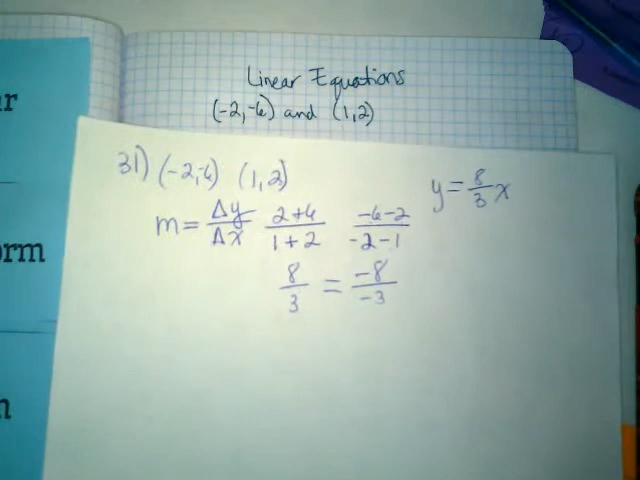 Linear Equations
(-2,-6) and (1,2)
31) (-2,-6) (1,2)
y = 8/3 x
m = Δy/Δx 2+6/1+2 -6-2/-2-1
8/3 = -8/-3
r
orm
n